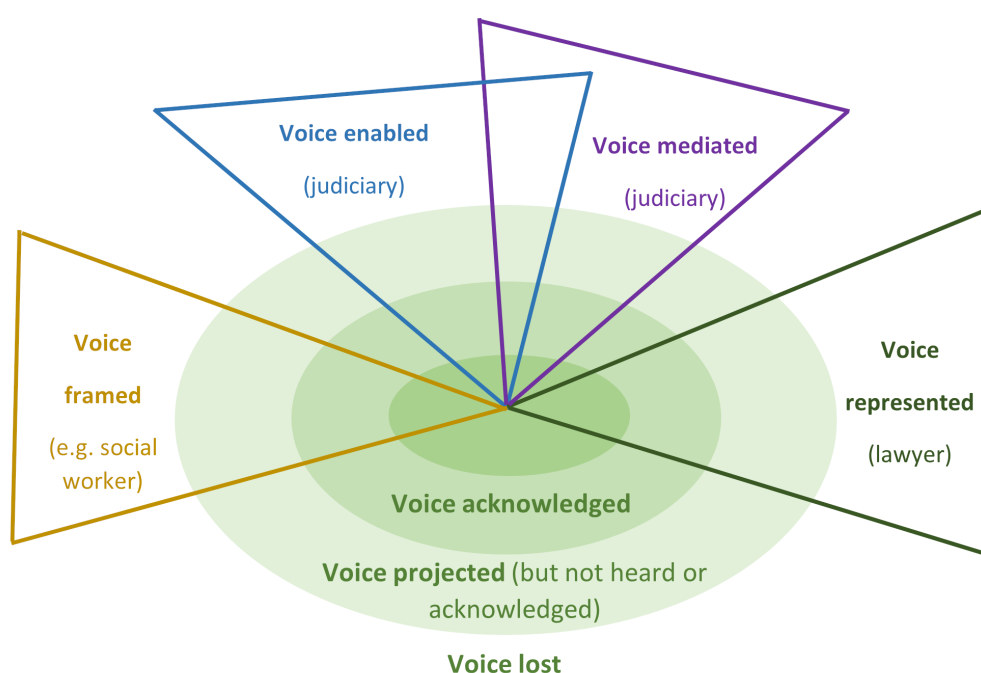 Voice enabled
(judiciary)
Voice mediated
(judiciary)
Voice
framed
(e.g. social
worker)
Voice
represented
(lawyer)
Voice acknowledged
Voice projected (but not heard or
acknowledged)
Voice lost